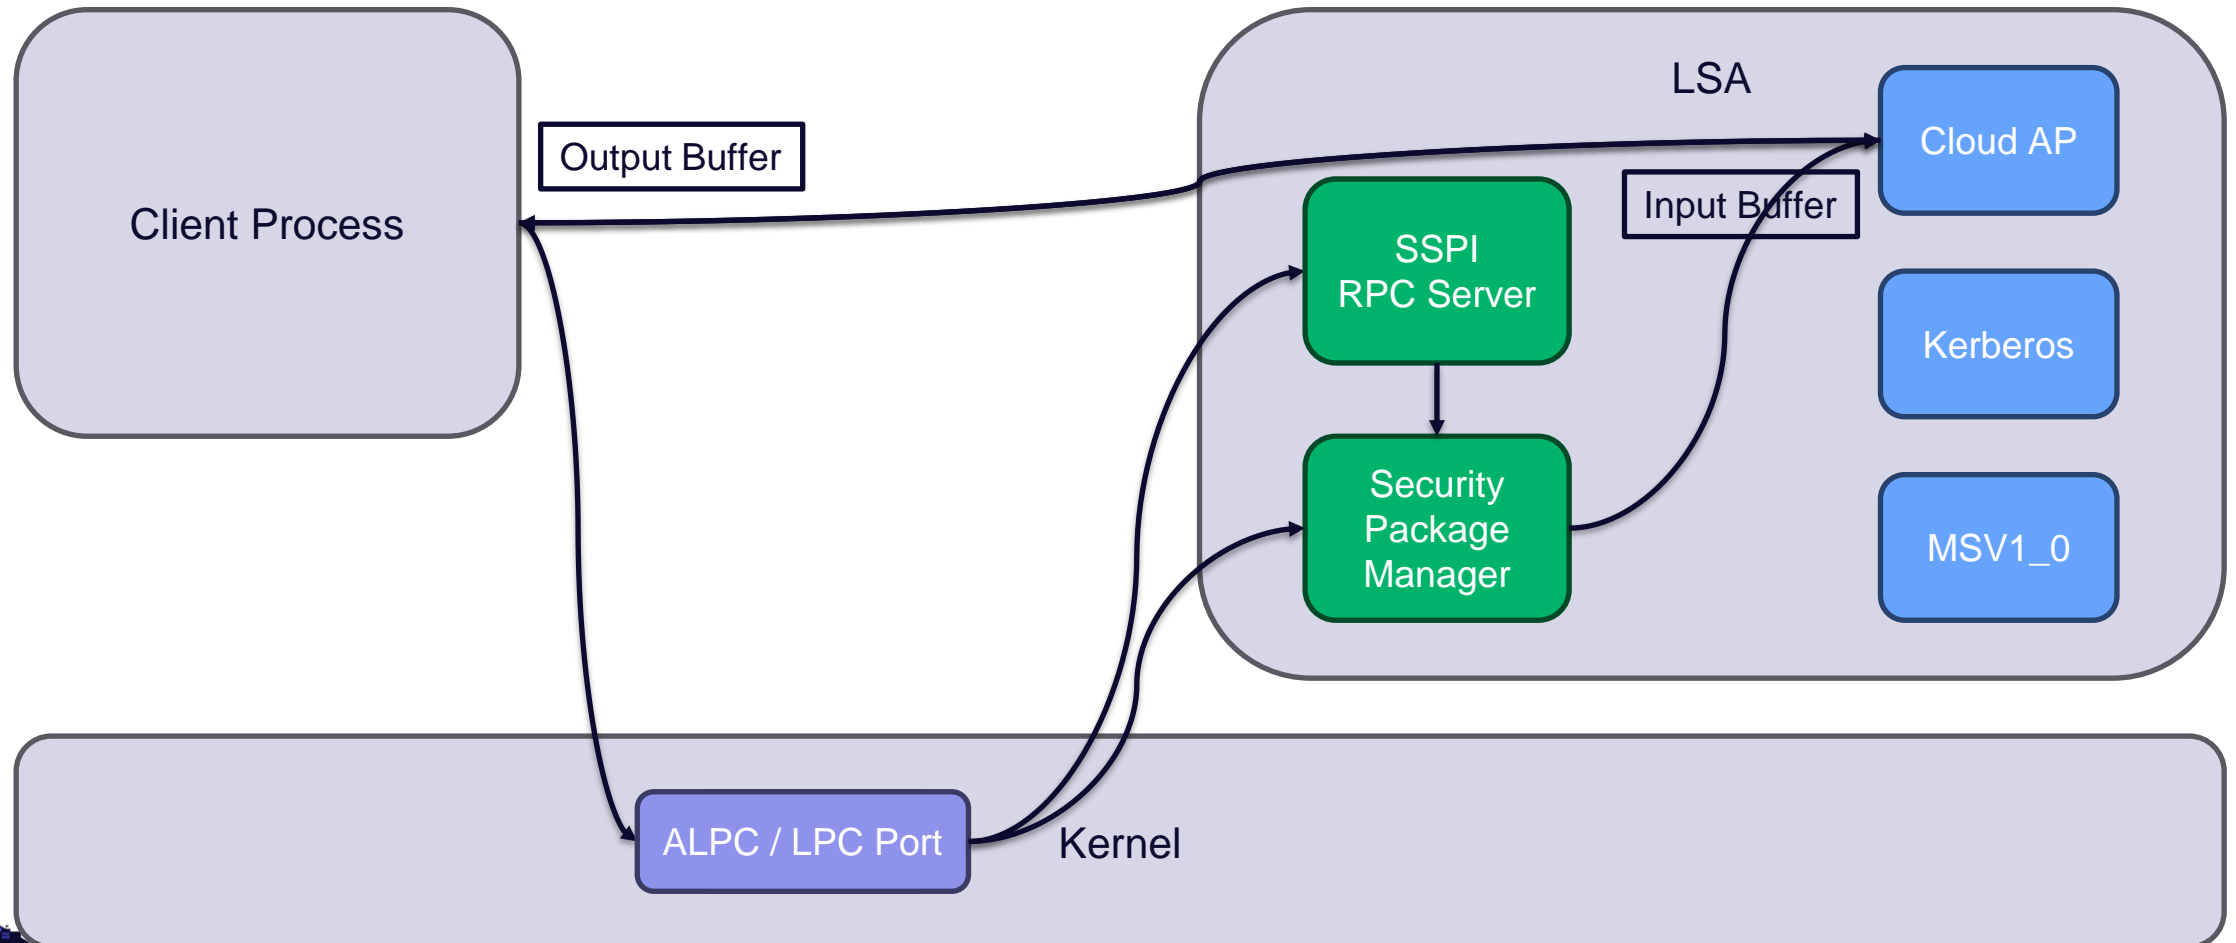 LSA
Cloud AP
Output Buffer
Client Process
Input Buffer
SSPI
RPC Server
Kerberos
Security
Package
Manager
MSV1_0
ALPC / LPC Port
Kernel